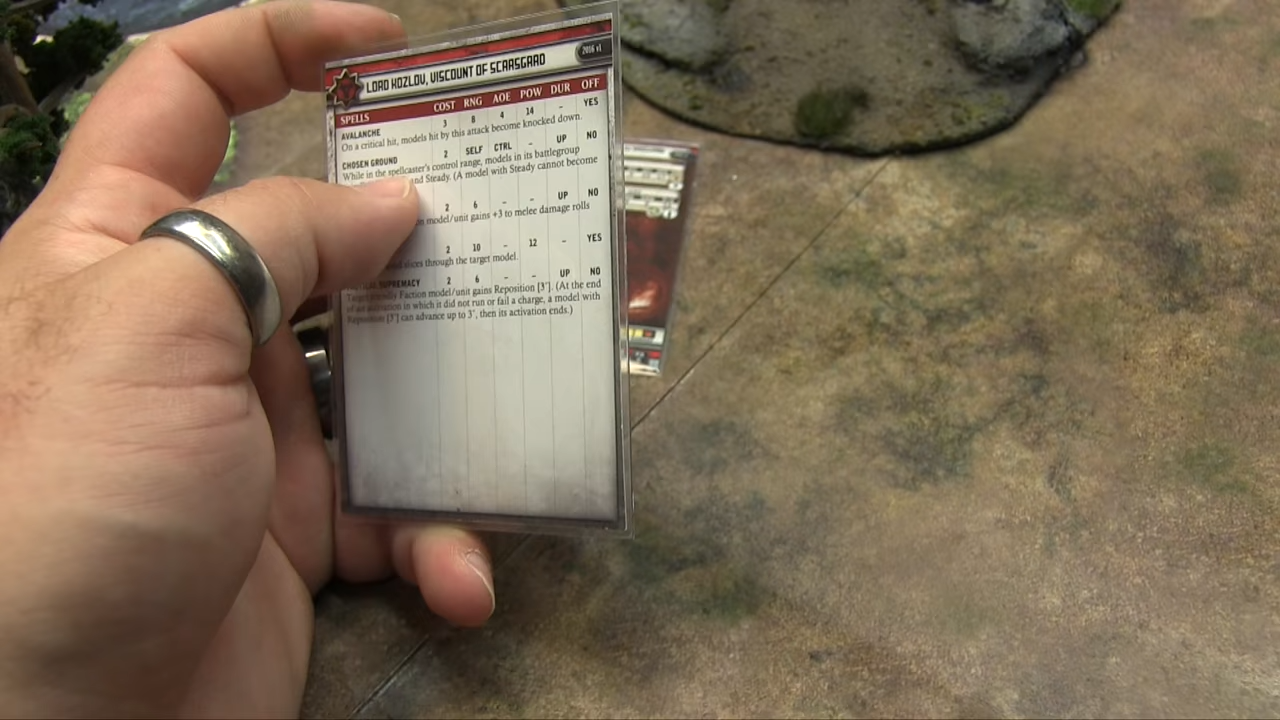 LORD KOZLOV, VISCOUNT OF SCARSGRAD
2016 v1
SPELLS COST RNG AOE POW DUR OFF
AVALANCHE 3 8 4 14 – YES
On a critical hit, models hit by this attack become knocked down.
CHOSEN GROUND 2 SELF CTRL – UP NO
While in the spellcaster's control range, models in its battlegroup
and Steady. (A model with Steady cannot become
2 6 – – UP NO
model/unit gains +3 to melee damage rolls
2 10 – 12 – YES
slices through the target model.
SUPREMACY 2 6 – – UP NO
Target friendly Faction model/unit gains Reposition [3"]. (At the end
of an activation in which it did not run or fail a charge, a model with
Reposition [3"] can advance up to 3", then its activation ends.)